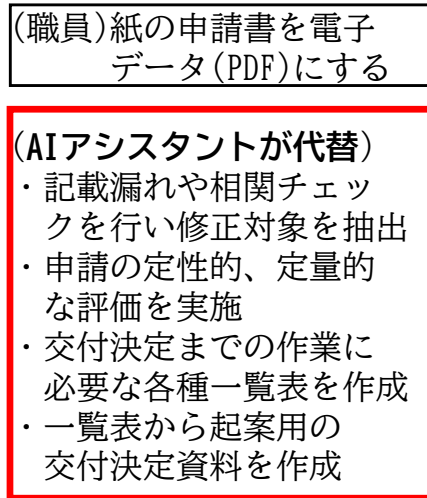 (職員)紙の申請書を電子
データ(PDF)にする
(AIアシスタントが代替)
・記載漏れや相関チェッ
クを行い修正対象を抽出
・申請の定性的、定量的
な評価を実施
・交付決定までの作業に
必要な各種一覧表を作成
・一覧表から起案用の
交付決定資料を作成